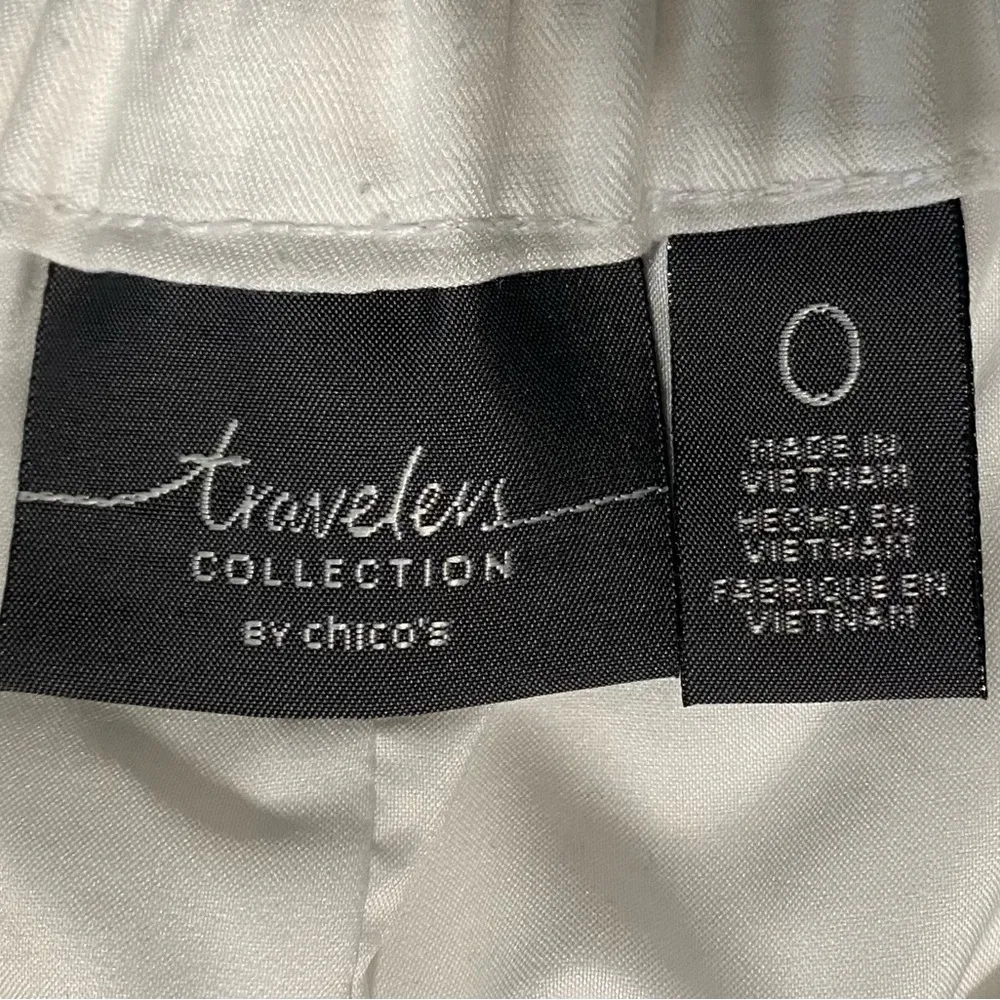 travelers
COLLECTION
BY chico's
0
MADE IN
VIETNAM
HECHO EN
VIETNAM
FABRIQUÉ EN
VIETNAM